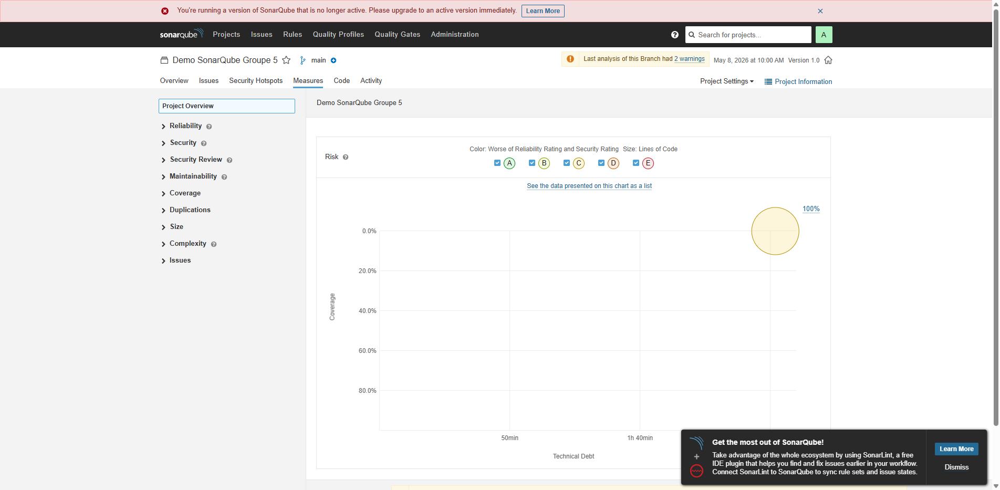 You're running a version of SonarQube that is no longer active. Please upgrade to an active version immediately. Learn More
sonarqube Projects Issues Rules Quality Profiles Quality Gates Administration Search for projects... A
Demo SonarQube Groupe 5 main Last analysis of this Branch had 2 warnings May 8, 2026 at 10:00 AM Version 1.0
Overview Issues Security Hotspots Measures Code Activity Project Settings Project Information
Project Overview
Reliability
Security
Security Review
Maintainability
Coverage
Duplications
Size
Complexity
Issues
Demo SonarQube Groupe 5
Risk
Color: Worse of Reliability Rating and Security Rating Size: Lines of Code
A B C D E
See the data presented on this chart as a list
100%
0.0%
20.0%
40.0%
60.0%
80.0%
Coverage
50min 1h 40min
Technical Debt
Get the most out of SonarQube!
Take advantage of the whole ecosystem by using SonarLint, a free
IDE plugin that helps you find and fix issues earlier in your workflow.
Connect SonarLint to SonarQube to sync rule sets and issue states.
Learn More
Dismiss